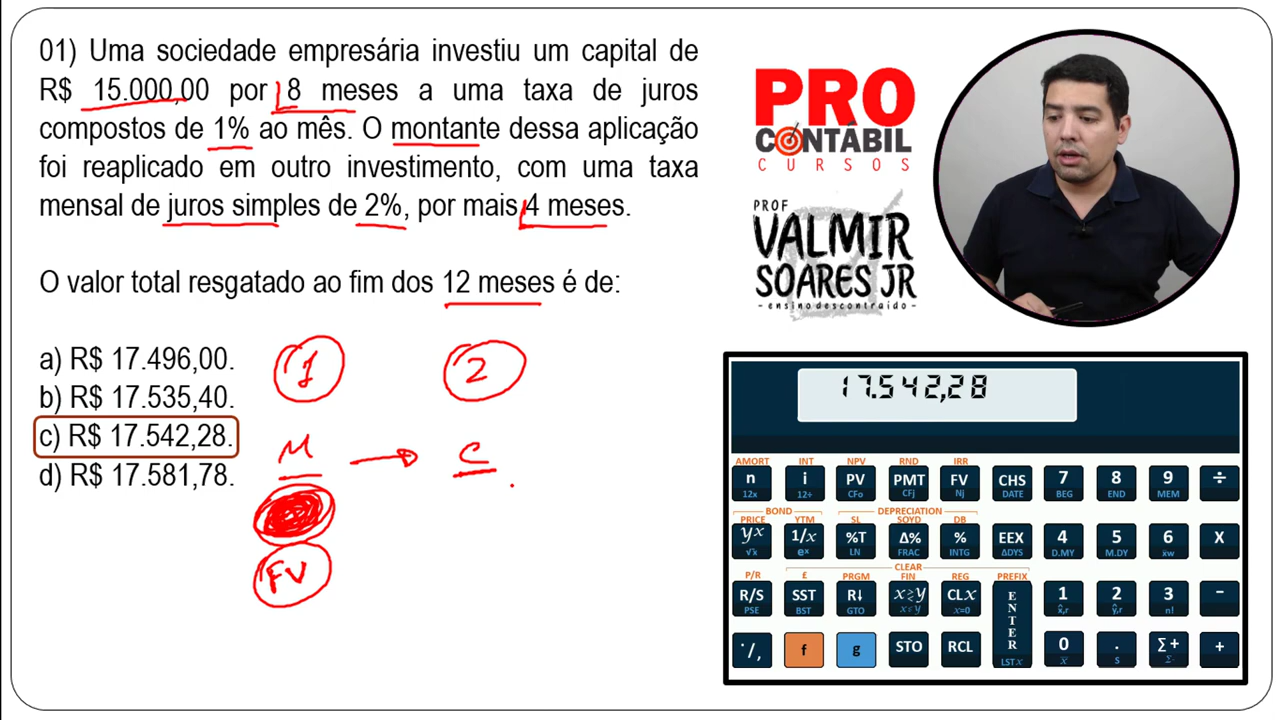 01) Uma sociedade empresária investiu um capital de
R$ 15.000,00 por 8 meses a uma taxa de juros
compostos de 1% ao mês. O montante dessa aplicação
foi reaplicado em outro investimento, com uma taxa
mensal de juros simples de 2%, por mais 4 meses.
O valor total resgatado ao fim dos 12 meses é de:
a) R$ 17.496,00.
b) R$ 17.535,40.
c) R$ 17.542,28.
d) R$ 17.581,78.
1 2
M → C
FV
PRO
CONTÁBIL
CURSOS
PROF
VALMIR
SOARES JR
-ensino descontraído-
17.542,28
AMORT INT NPV RND IRR
n i PV PMT FV CHS 7 8 9 ÷
12x 12÷ CFo CFj Nj DATE BEG END MEM
BOND DEPRECIATION
PRICE YTM SL SOYD DB
yx 1/x %T Δ% % EEX 4 5 6 X
√x ex LN FRAC INTG ΔDYS D.MY M.DY x̄w
CLEAR
P/R £ PRGM FIN REG PREFIX
R/S SST R↓ x≷y CLx ENTER 1 2 3 −
PSE BST GTO x≤y x=0 x̂,r ŷ,r n!
·/, f g STO RCL 0 . Σ+ +
LSTx x̄ s Σ-